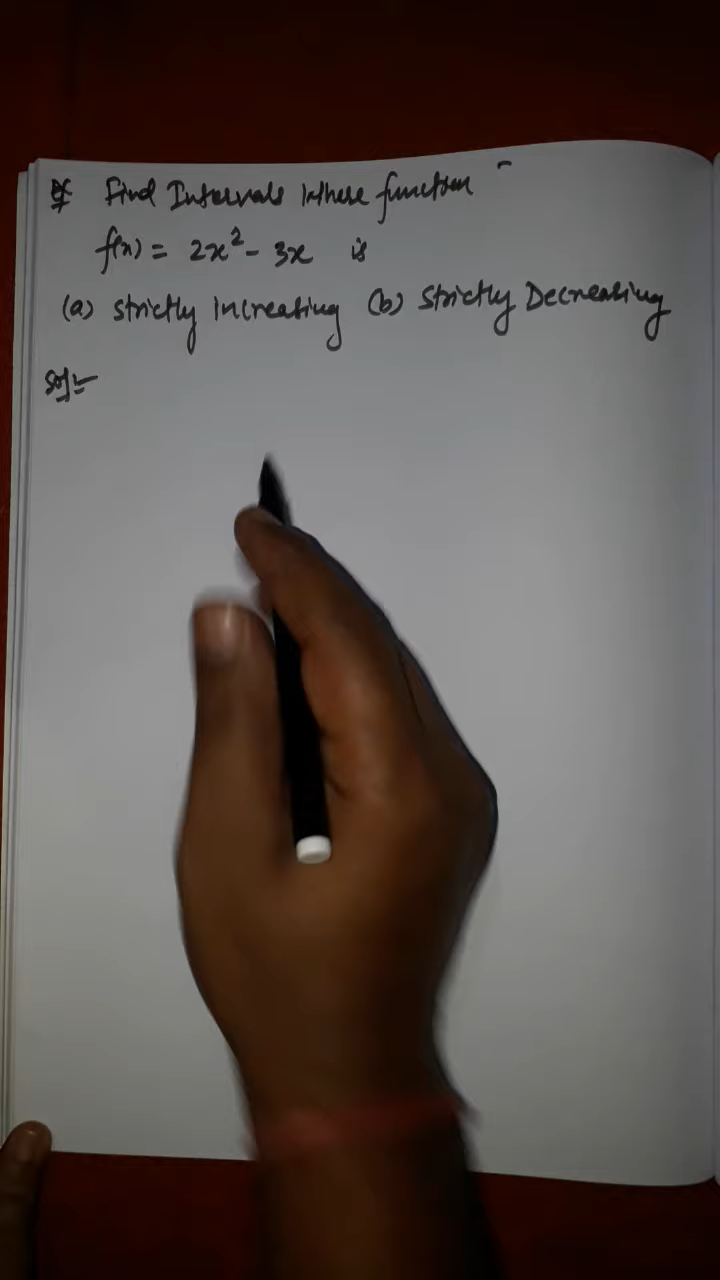 Q Find Intervals Where function
f(x) = 2x² - 3x is
(a) Strictly Increasing (b) Strictly Decreasing
Sol:-